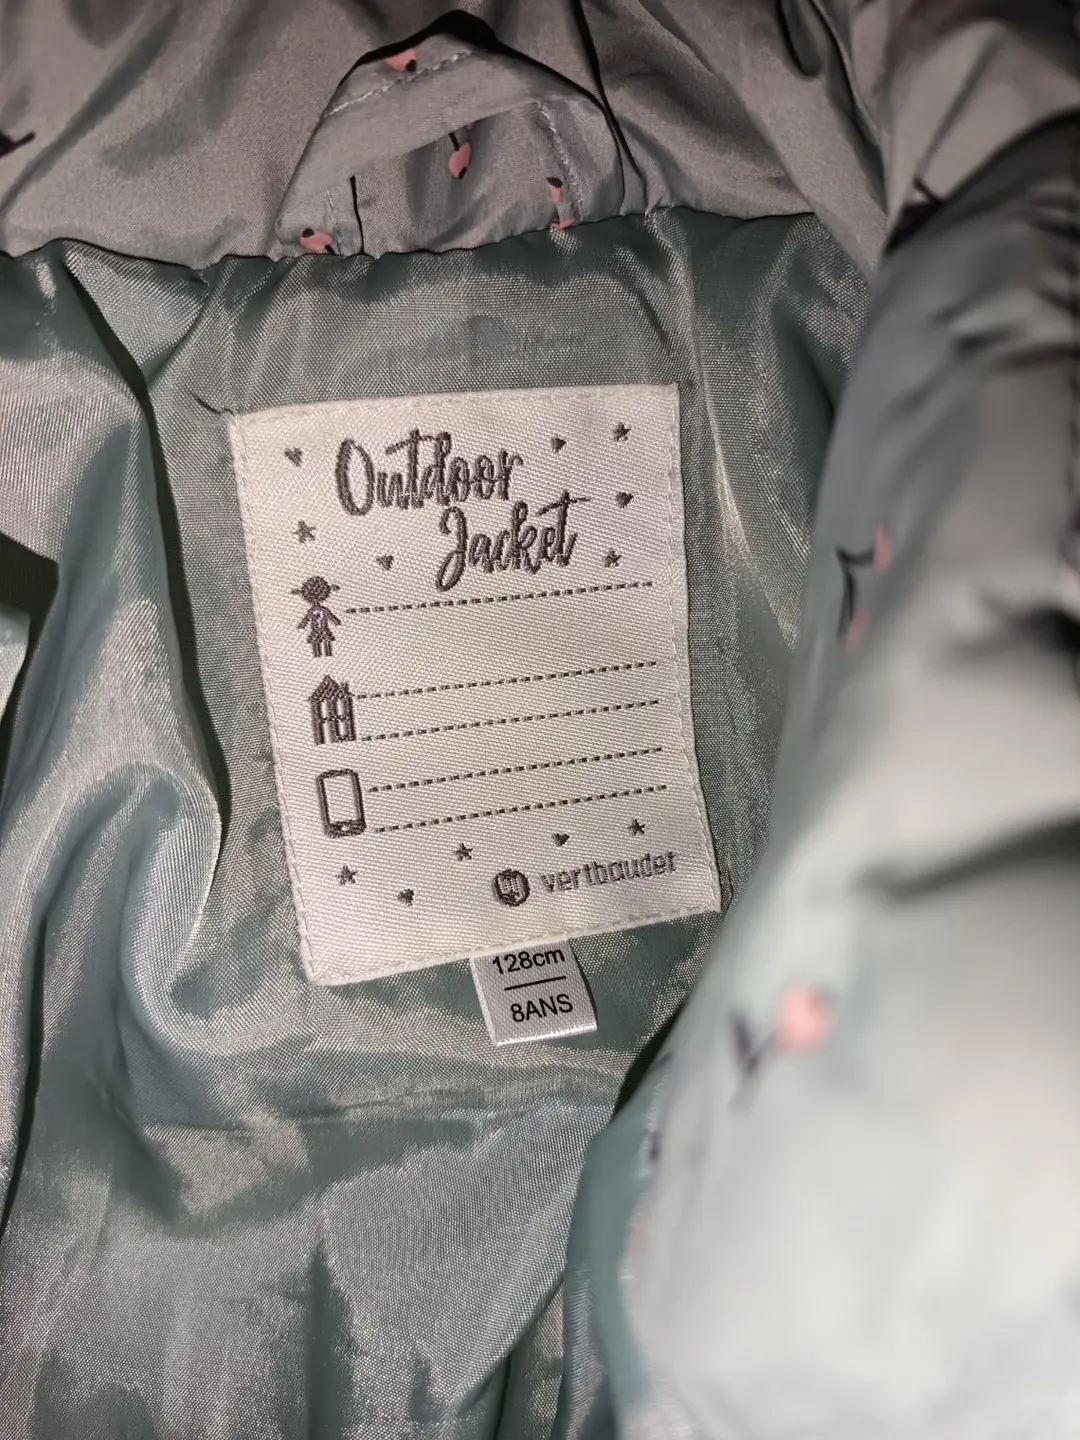 Outdoor
Jacket
vertbaudet
128cm
8ANS